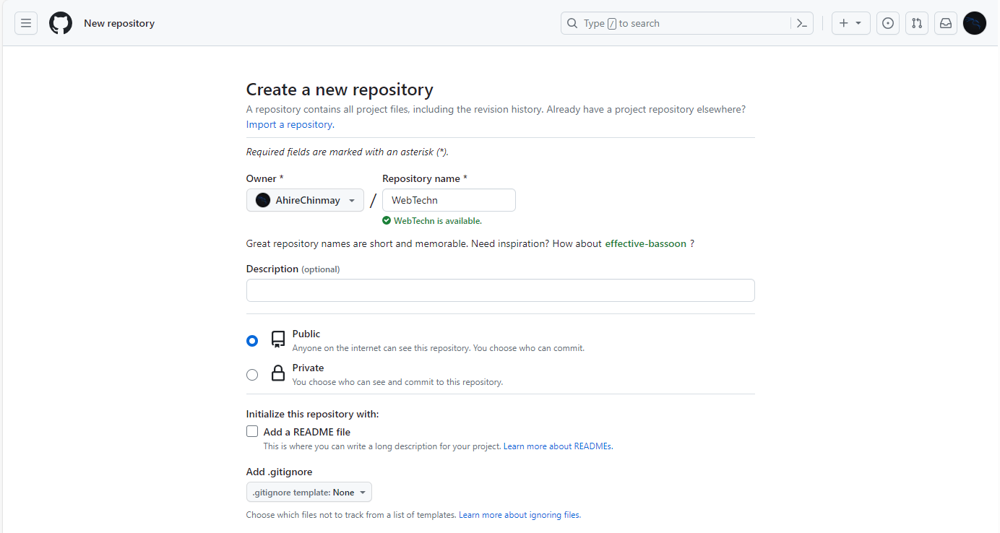 New repository
Type / to search
Create a new repository
A repository contains all project files, including the revision history. Already have a project repository elsewhere?
Import a repository.
Required fields are marked with an asterisk (*).
Owner * Repository name *
AhireChinmay / WebTechn
WebTechn is available.
Great repository names are short and memorable. Need inspiration? How about effective-bassoon ?
Description (optional)
Public
Anyone on the internet can see this repository. You choose who can commit.
Private
You choose who can see and commit to this repository.
Initialize this repository with:
Add a README file
This is where you can write a long description for your project. Learn more about READMEs.
Add .gitignore
.gitignore template: None
Choose which files not to track from a list of templates. Learn more about ignoring files.